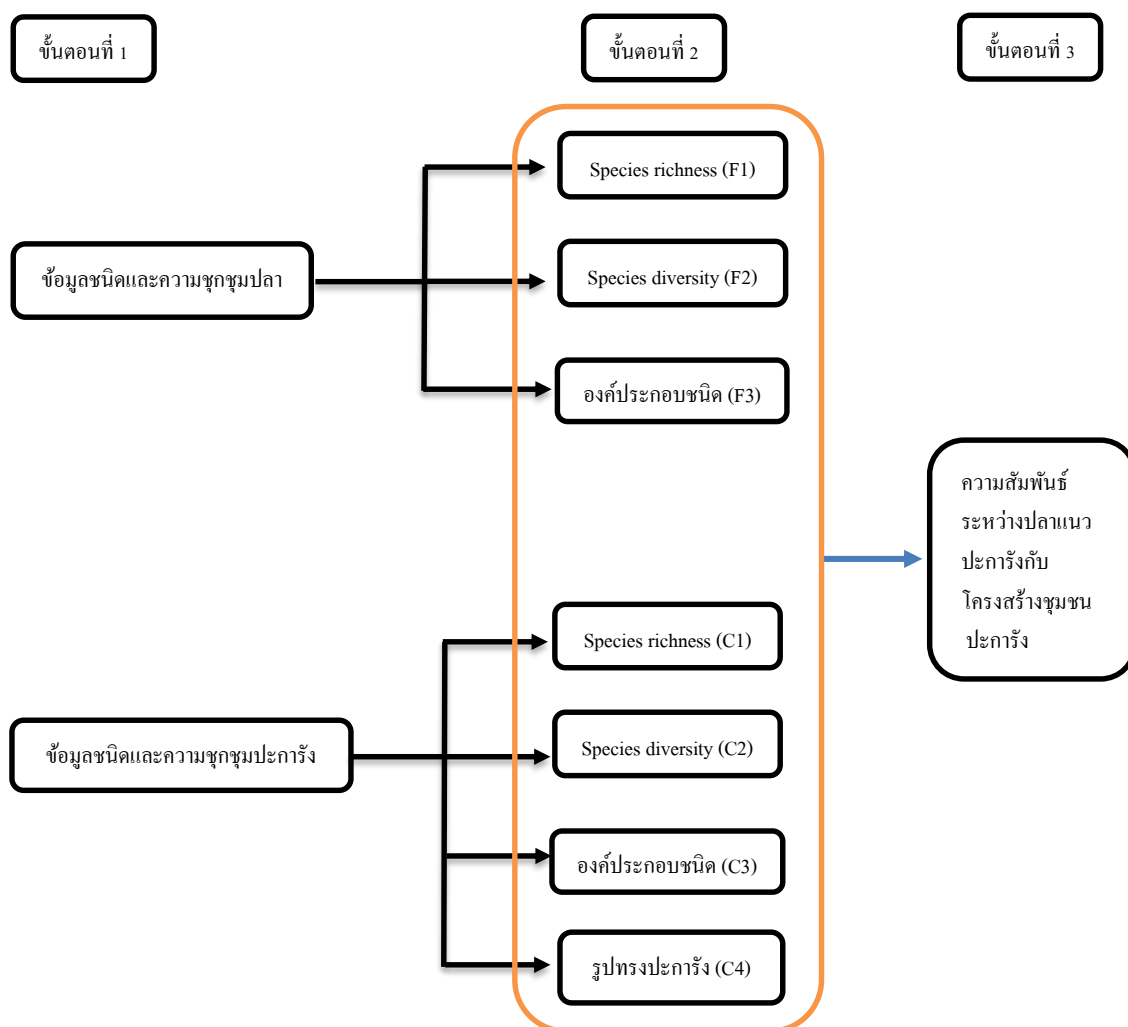 ขั้นตอนที่ 1
ขั้นตอนที่ 2
ขั้นตอนที่ 3
Species richness (F1)
ข้อมูลชนิดและความชุกชุมปลา
Species diversity (F2)
องค์ประกอบชนิด (F3)
ความสัมพันธ์
ระหว่างปลาแนว
ปะการังกับ
โครงสร้างชุมชน
ปะการัง
Species richness (C1)
ข้อมูลชนิดและความชุกชุมปะการัง
Species diversity (C2)
องค์ประกอบชนิด (C3)
รูปทรงปะการัง (C4)